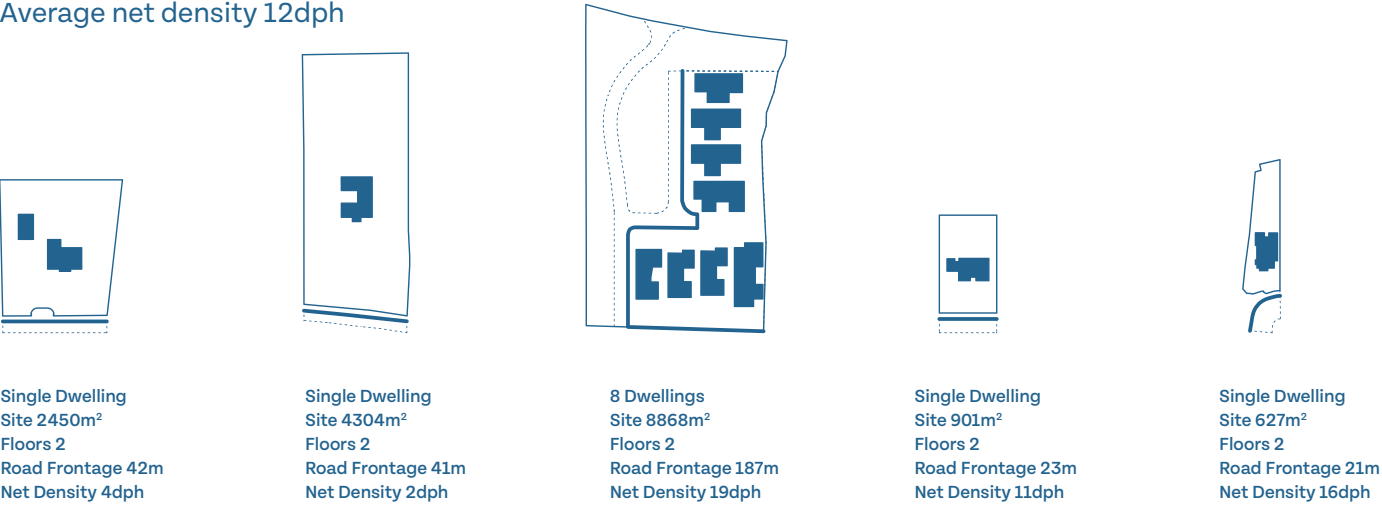 Average net density 12dph
Single Dwelling
Site 2450m²
Floors 2
Road Frontage 42m
Net Density 4dph
Single Dwelling
Site 4304m²
Floors 2
Road Frontage 41m
Net Density 2dph
8 Dwellings
Site 8868m²
Floors 2
Road Frontage 187m
Net Density 19dph
Single Dwelling
Site 901m²
Floors 2
Road Frontage 23m
Net Density 11dph
Single Dwelling
Site 627m²
Floors 2
Road Frontage 21m
Net Density 16dph